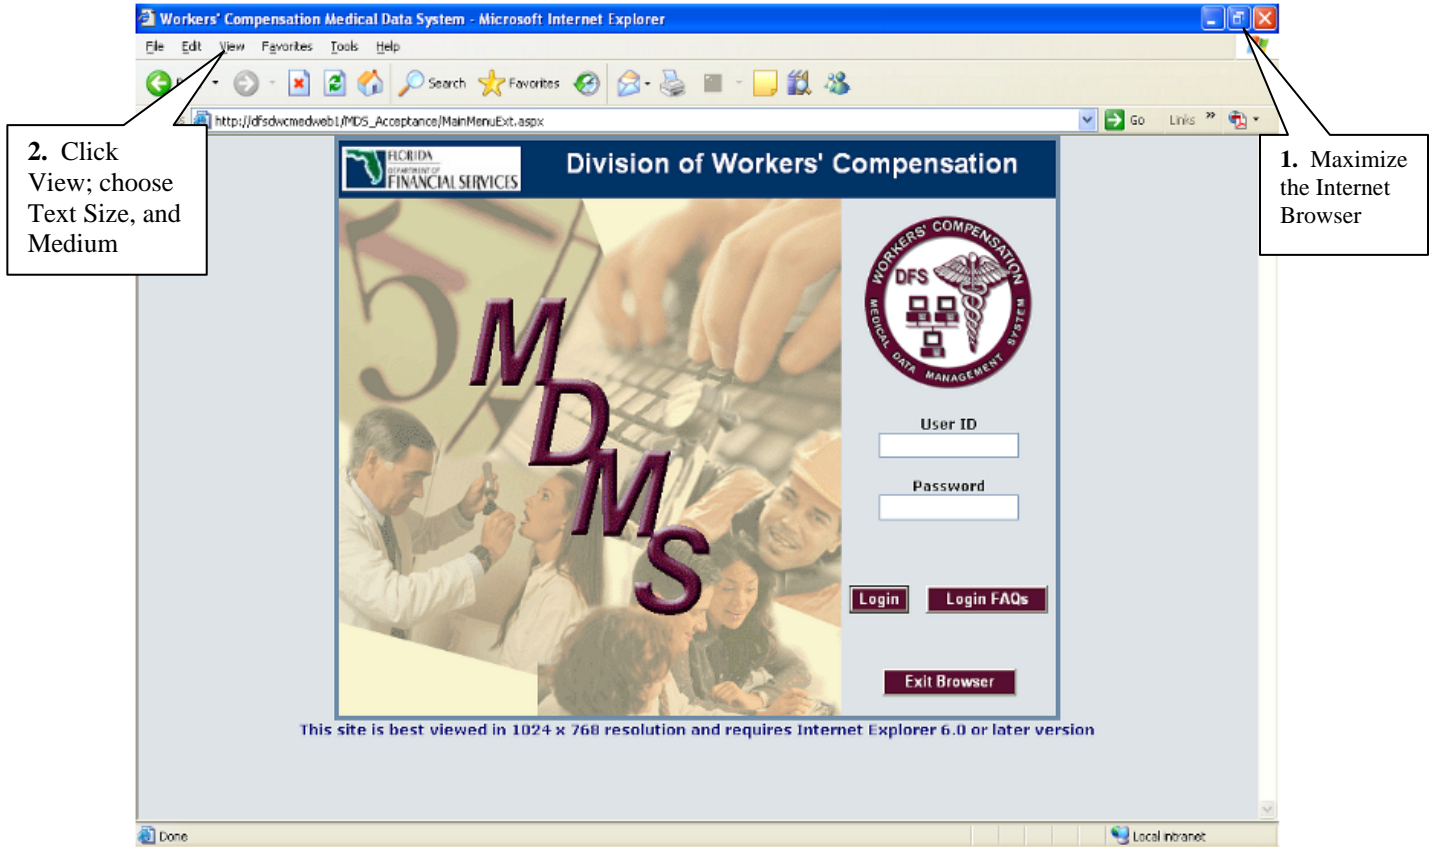 Workers' Compensation Medical Data System - Microsoft Internet Explorer
File Edit View Favorites Tools Help
Search Favorites
http://dfsdwcmedweb1/MDS_Acceptance/MainMenuExt.aspx
Go Links »
2. Click
View; choose
Text Size, and
Medium
1. Maximize
the Internet
Browser
FLORIDA
DEPARTMENT OF
FINANCIAL SERVICES
Division of Workers' Compensation
5
MDMS
WORKERS' COMPENSATION
DFS
MEDICAL DATA MANAGEMENT SYSTEM
User ID
Password
Login Login FAQs
Exit Browser
This site is best viewed in 1024 x 768 resolution and requires Internet Explorer 6.0 or later version
Done
Local intranet